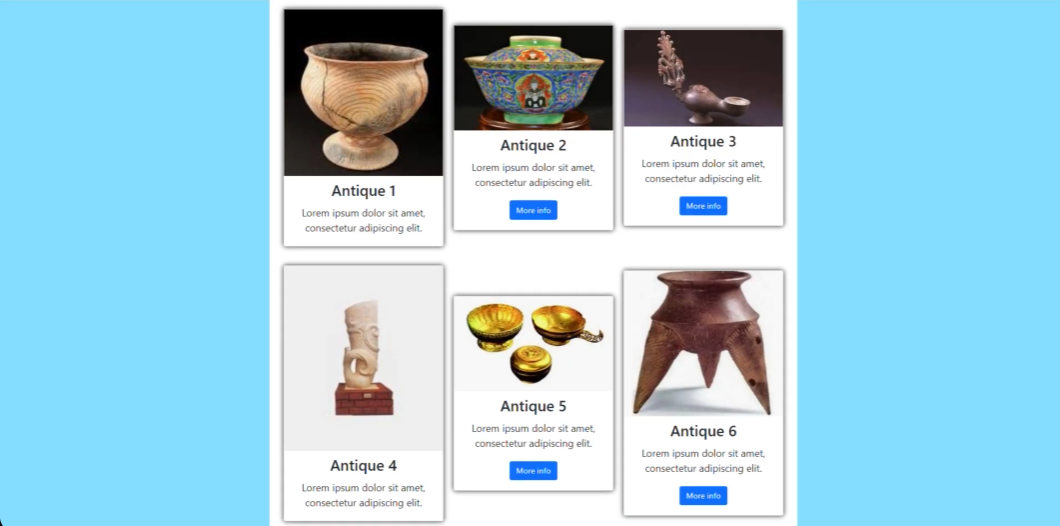 Antique 1
Lorem ipsum dolor sit amet,
consectetur adipiscing elit.
Antique 2
Lorem ipsum dolor sit amet,
consectetur adipiscing elit.
More info
Antique 3
Lorem ipsum dolor sit amet,
consectetur adipiscing elit.
More info
Antique 4
Lorem ipsum dolor sit amet,
consectetur adipiscing elit.
Antique 5
Lorem ipsum dolor sit amet,
consectetur adipiscing elit.
More info
Antique 6
Lorem ipsum dolor sit amet,
consectetur adipiscing elit.
More info